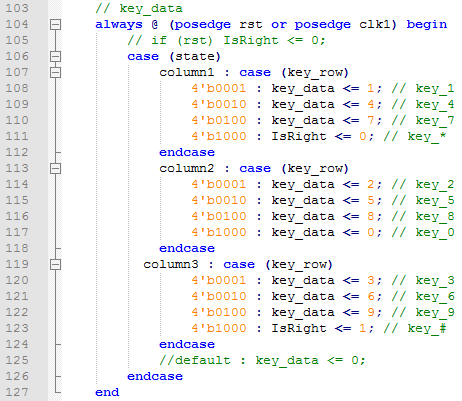 103 // key_data
104 always @ (posedge rst or posedge clk1) begin
105 // if (rst) IsRight <= 0;
106 case (state)
107 column1 : case (key_row)
108 4'b0001 : key_data <= 1; // key_1
109 4'b0010 : key_data <= 4; // key_4
110 4'b0100 : key_data <= 7; // key_7
111 4'b1000 : IsRight <= 0; // key_*
112 endcase
113 column2 : case (key_row)
114 4'b0001 : key_data <= 2; // key_2
115 4'b0010 : key_data <= 5; // key_5
116 4'b0100 : key_data <= 8; // key_8
117 4'b1000 : key_data <= 0; // key_0
118 endcase
119 column3 : case (key_row)
120 4'b0001 : key_data <= 3; // key_3
121 4'b0010 : key_data <= 6; // key_6
122 4'b0100 : key_data <= 9; // key_9
123 4'b1000 : IsRight <= 1; // key_#
124 endcase
125 //default : key_data <= 0;
126 endcase
127 end